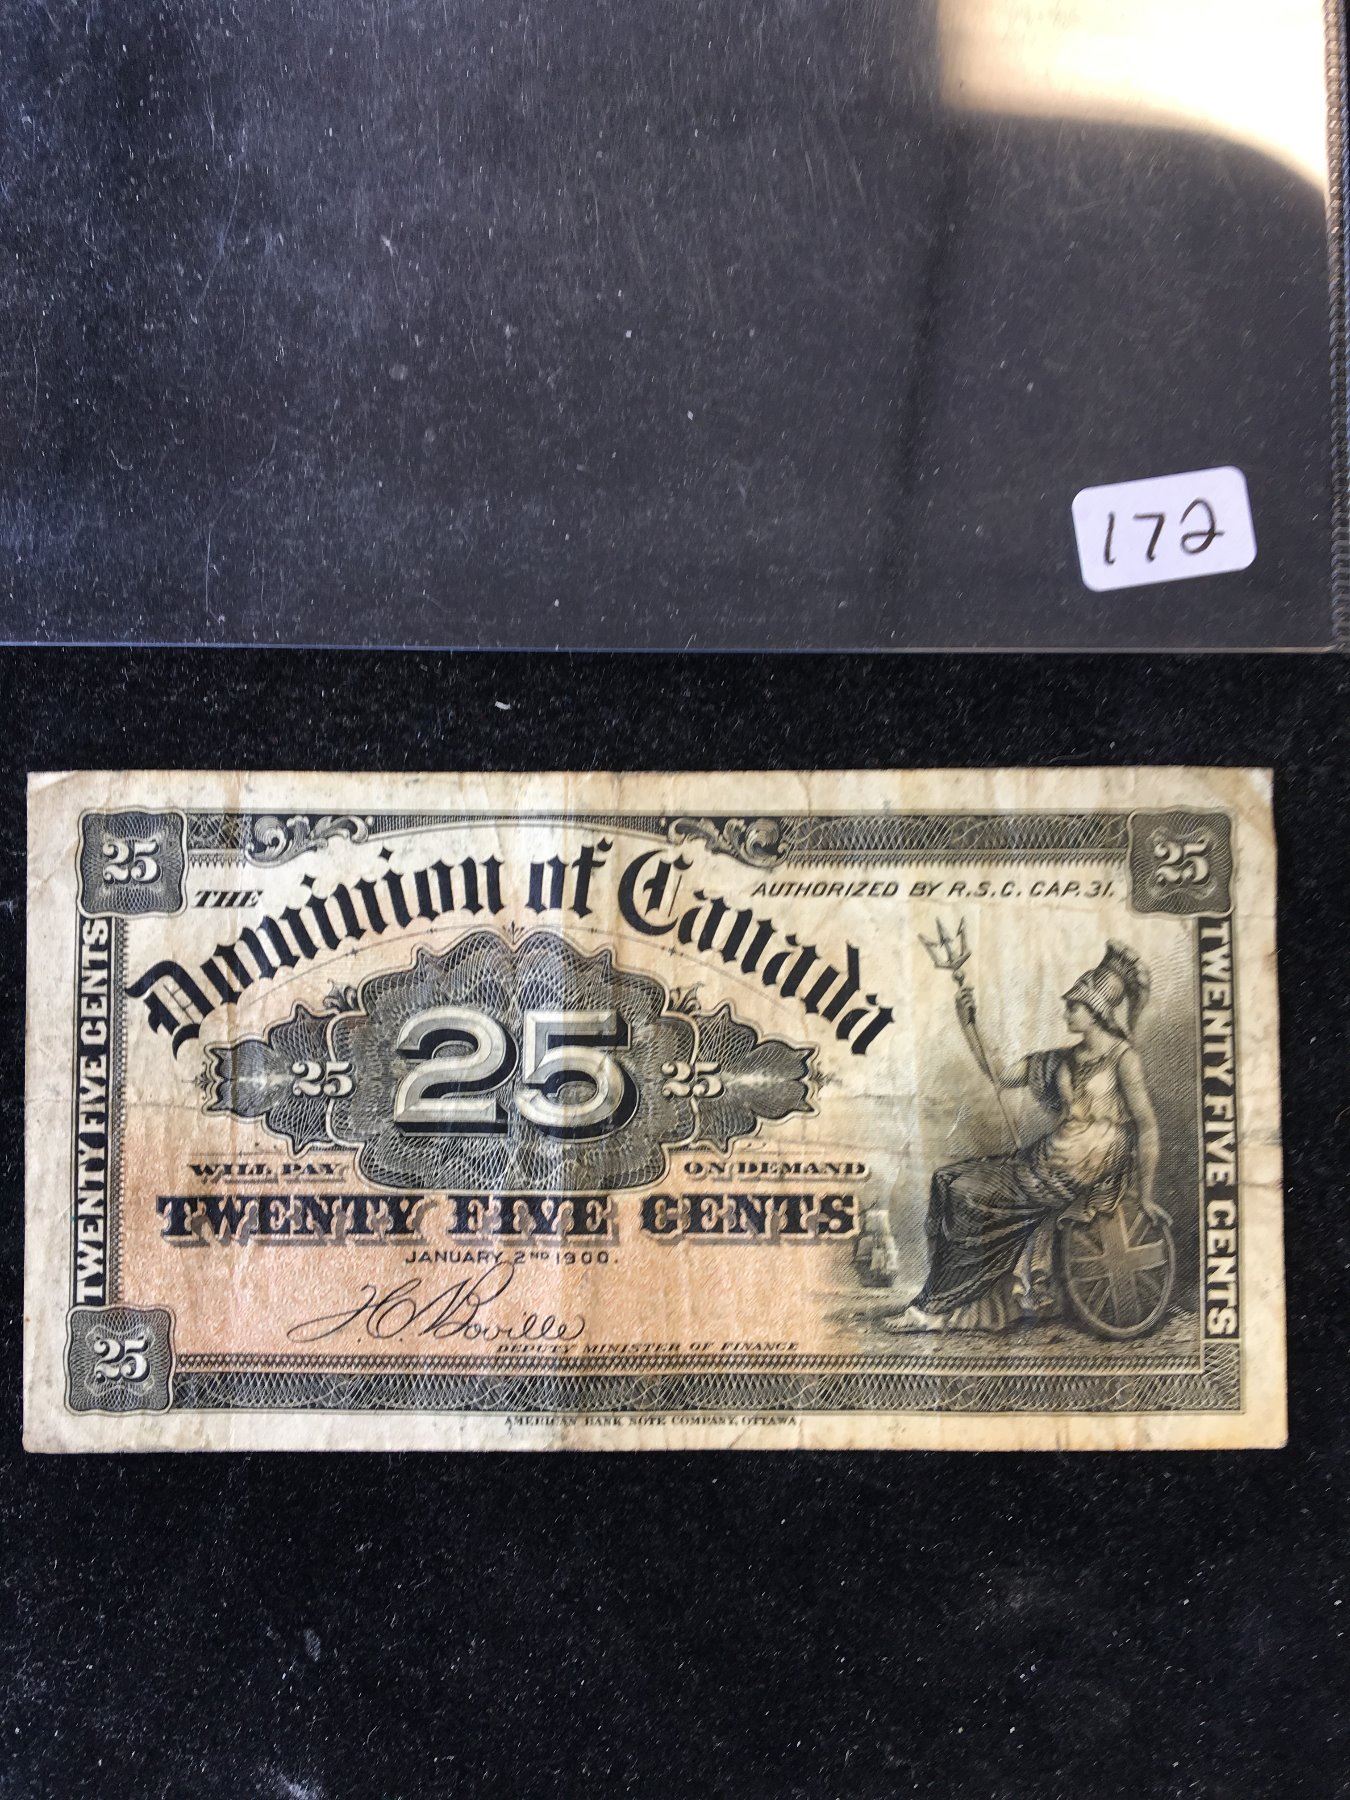 172
25
25
THE
Dominion of Canada
AUTHORIZED BY R.S.C. CAP. 31.
TWENTY FIVE CENTS
TWENTY FIVE CENTS
25
25
25
WILL PAY
ON DEMAND
TWENTY FIVE CENTS
JANUARY 2ND 1900.
H C Boville
DEPUTY MINISTER OF FINANCE
25
AMERICAN BANK NOTE COMPANY, OTTAWA